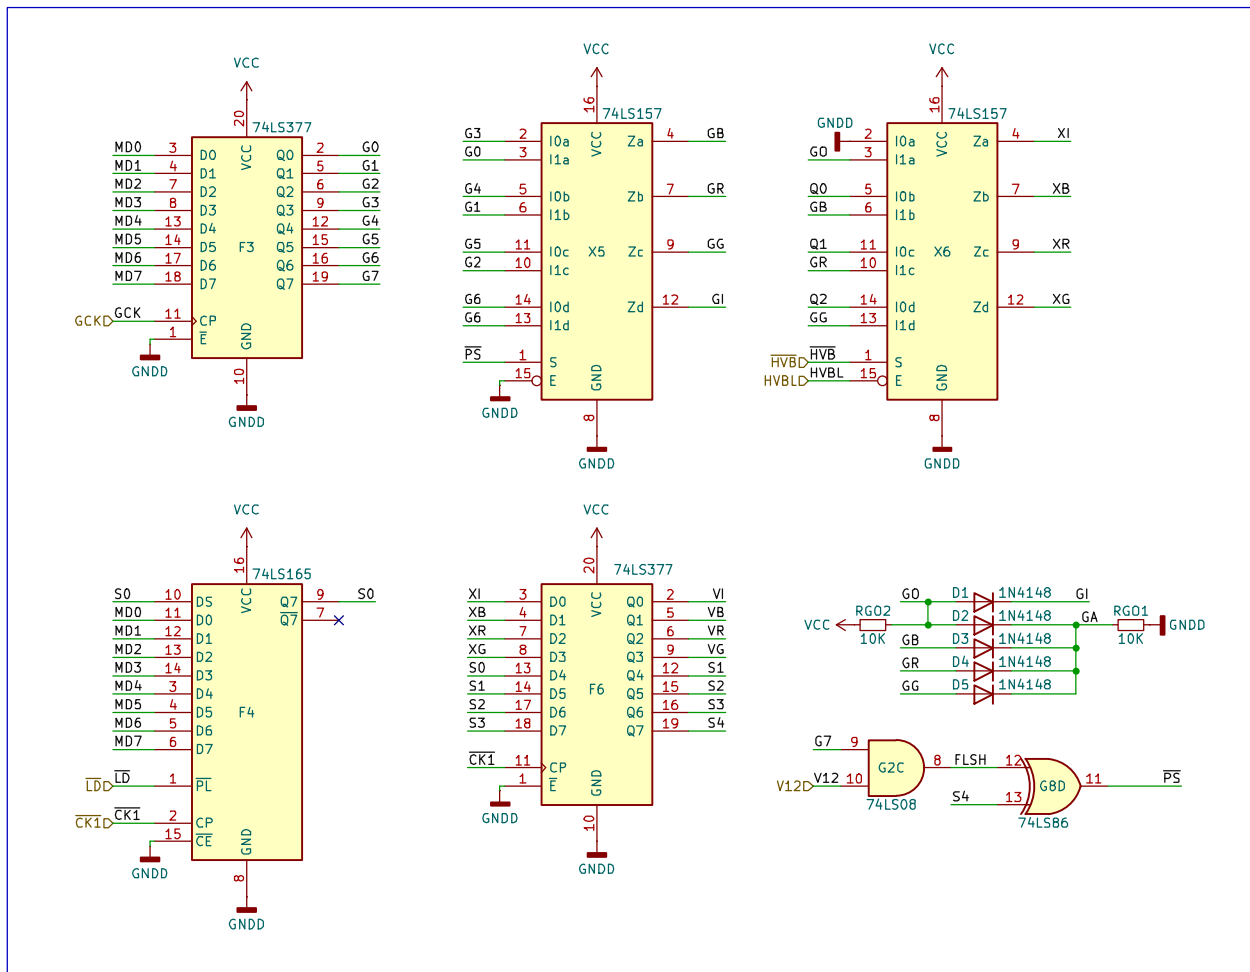 VCC
20
74LS377
MD0 3 D0 VCC Q0 2 G0
MD1 4 D1 Q1 5 G1
MD2 7 D2 Q2 6 G2
MD3 8 D3 Q3 9 G3
MD4 13 D4 Q4 12 G4
MD5 14 D5 F3 Q5 15 G5
MD6 17 D6 Q6 16 G6
MD7 18 D7 Q7 19 G7
GCK GCK 11 CP
1 E GND
GNDD
10
GNDD
VCC
16
74LS157
G3 2 I0a VCC Za 4 GB
G0 3 I1a
G4 5 I0b Zb 7 GR
G1 6 I1b
G5 11 I0c X5 Zc 9 GG
G2 10 I1c
G6 14 I0d Zd 12 GI
G6 13 I1d
PS 1 S
15 E GND
GNDD
8
GNDD
VCC
16
74LS157
GNDD 2 I0a VCC Za 4 XI
GO 3 I1a
Q0 5 I0b Zb 7 XB
GB 6 I1b
Q1 11 I0c X6 Zc 9 XR
GR 10 I1c
Q2 14 I0d Zd 12 XG
GG 13 I1d
HVB HVB 1 S
HVBL HVBL 15 E GND
8
GNDD
VCC
16
74LS165
S0 10 DS VCC Q7 9 S0
MD0 11 D0 Q7 7
MD1 12 D1
MD2 13 D2
MD3 14 D3
MD4 3 D4
MD5 4 D5 F4
MD6 5 D6
MD7 6 D7
LD LD 1 PL
CK1 CK1 2 CP
15 CE GND
GNDD
8
GNDD
VCC
20
74LS377
XI 3 D0 VCC Q0 2 VI
XB 4 D1 Q1 5 VB
XR 7 D2 Q2 6 VR
XG 8 D3 Q3 9 VG
S0 13 D4 Q4 12 S1
S1 14 D5 F6 Q5 15 S2
S2 17 D6 Q6 16 S3
S3 18 D7 Q7 19 S4
CK1 11 CP
1 E GND
GNDD
10
GNDD
GO D1 1N4148 GI
VCC RGO2 10K D2 1N4148 GA RGO1 10K GNDD
GB D3 1N4148
GR D4 1N4148
GG D5 1N4148
G7 9
G2C 8 FLSH 12
V12 V12 10
74LS08
G8D 11 PS
S4 13
74LS86